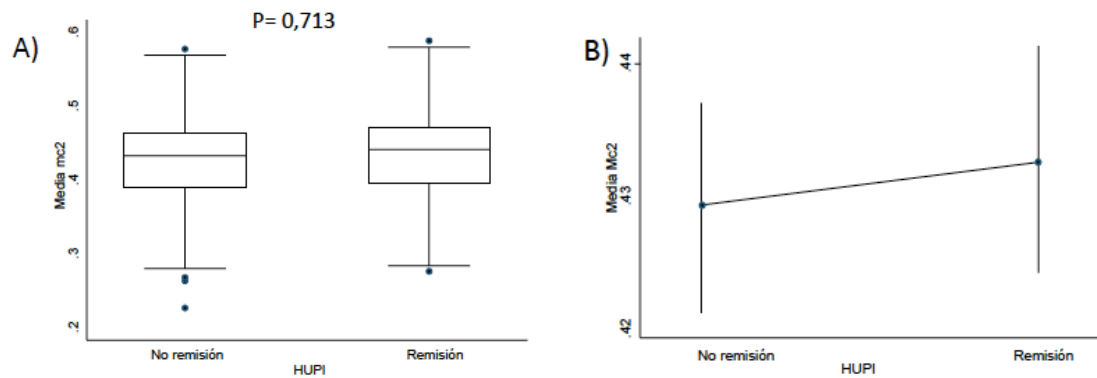 P= 0,713
A)
Media mc2
.6
.5
.4
.3
.2
No remisión
Remisión
HUPI
B)
Media Mc2
.44
.43
.42
No remisión
Remisión
HUPI